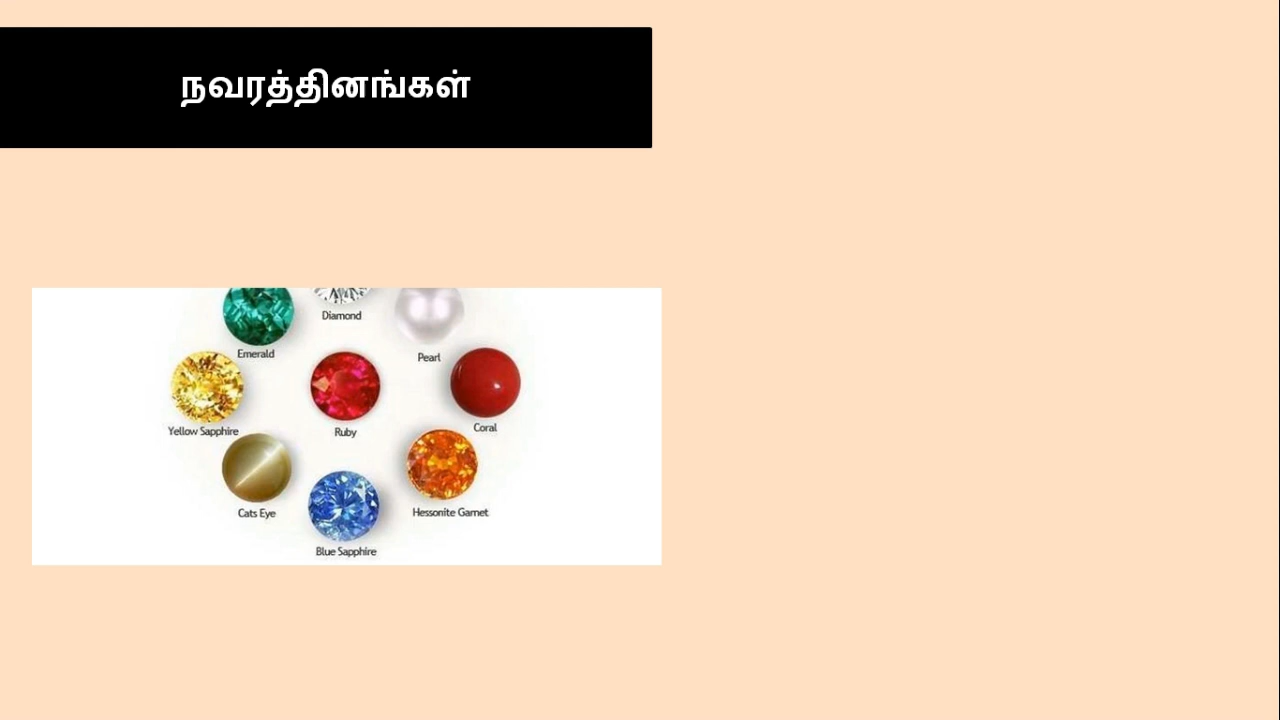 நவரத்தினங்கள்
Diamond
Emerald
Pearl
Yellow Sapphire
Ruby
Coral
Cats Eye
Hessonite Garnet
Blue Sapphire